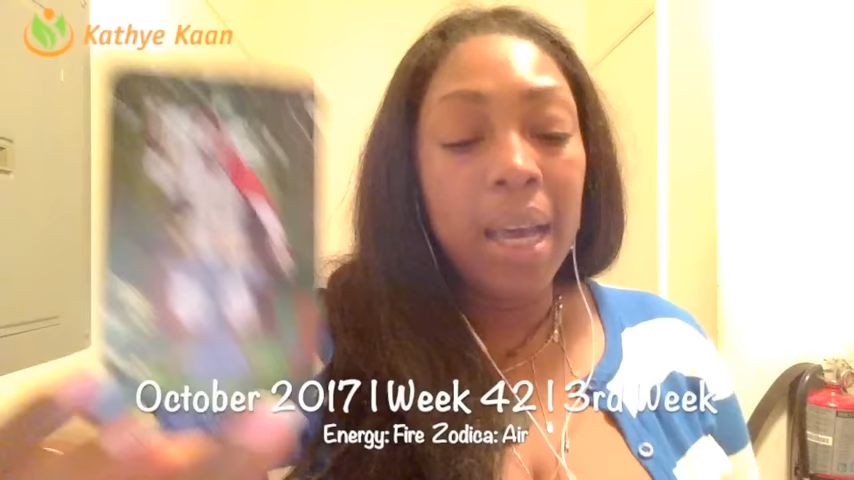 Kathye Kaan
October 2017 | Week 42 | 3rd Week
Energy: Fire Zodica: Air